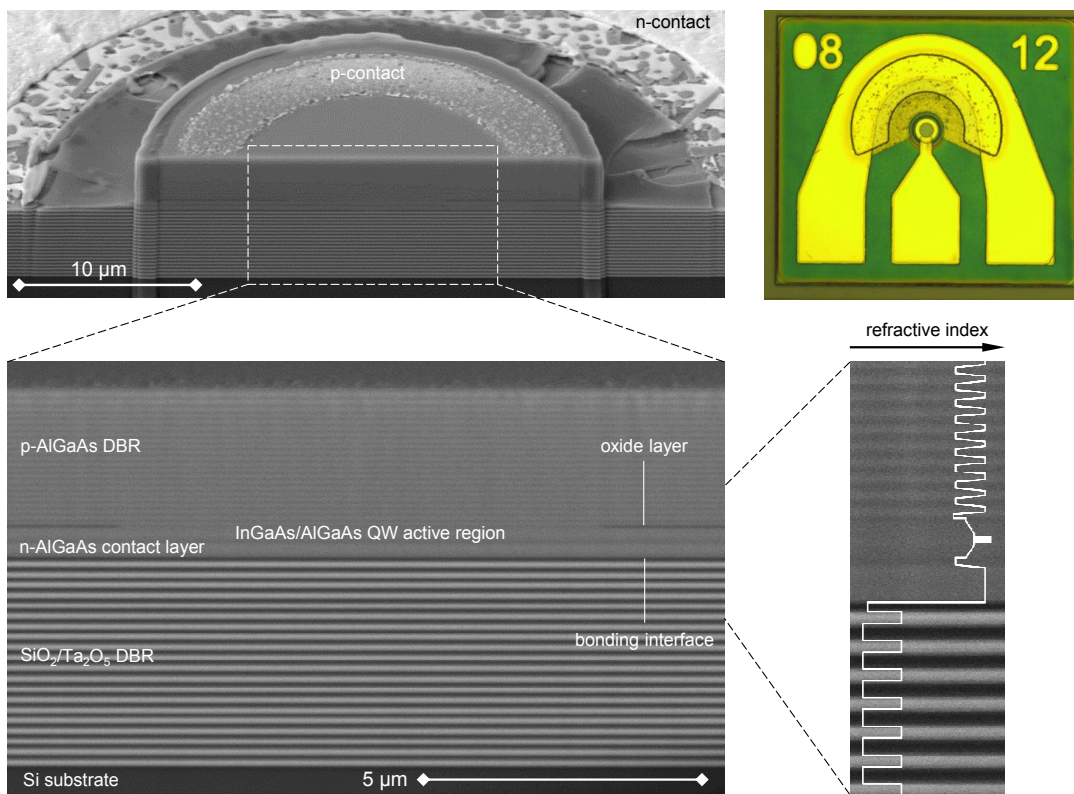 n-contact
p-contact
10 µm
08 12
refractive index
p-AlGaAs DBR
oxide layer
InGaAs/AlGaAs QW active region
n-AlGaAs contact layer
bonding interface
SiO2/Ta2O5 DBR
Si substrate
5 µm